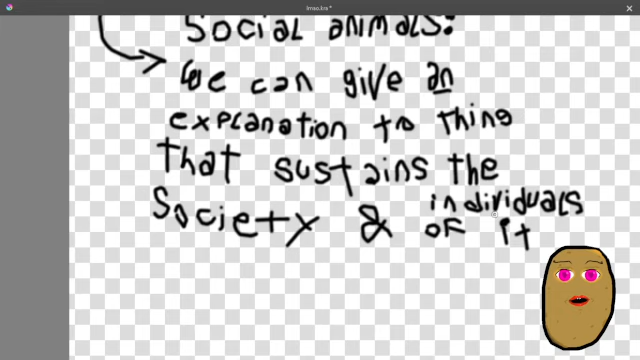 lmao.kra *
Social animals:
We can give an
explanation to thing
that sustains the
Society & individuals
of it